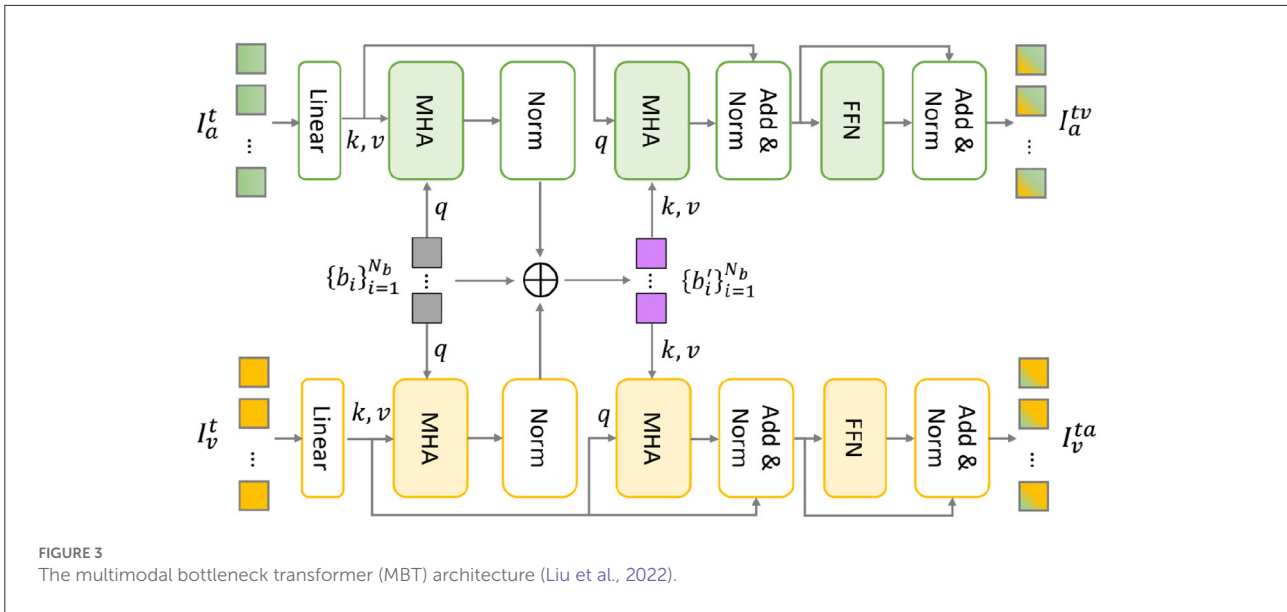 I_a^t
Linear
k, v
MHA
Norm
q
MHA
Add &
Norm
FFN
Add &
Norm
I_a^{tv}
...
...
q
k, v
{b_i}_{i=1}^{N_b}
...
⊕
...
{b_i'}_{i=1}^{N_b}
...
...
q
k, v
I_v^t
Linear
k, v
MHA
Norm
q
MHA
Add &
Norm
FFN
Add &
Norm
I_v^{ta}
...
...
FIGURE 3
The multimodal bottleneck transformer (MBT) architecture (Liu et al., 2022).